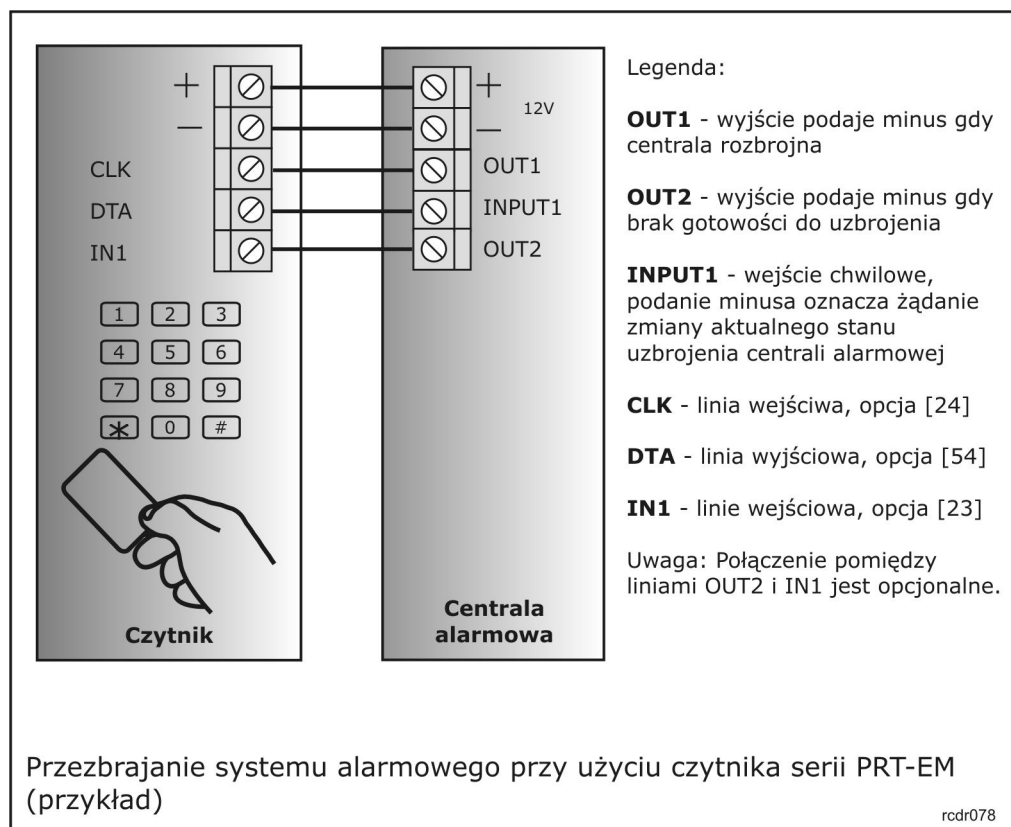 +
−
CLK
DTA
IN1
1 2 3
4 5 6
7 8 9
* 0 #
Czytnik
+
12V
−
OUT1
INPUT1
OUT2
Centrala
alarmowa
Legenda:
OUT1 - wyjście podaje minus gdy
centrala rozbrojna
OUT2 - wyjście podaje minus gdy
brak gotowości do uzbrojenia
INPUT1 - wejście chwilowe,
podanie minusa oznacza żądanie
zmiany aktualnego stanu
uzbrojenia centrali alarmowej
CLK - linia wejściwa, opcja [24]
DTA - linia wyjściowa, opcja [54]
IN1 - linie wejściowa, opcja [23]
Uwaga: Połączenie pomiędzy
liniami OUT2 i IN1 jest opcjonalne.
Przezbrajanie systemu alarmowego przy użyciu czytnika serii PRT-EM
(przykład)
rcdr078